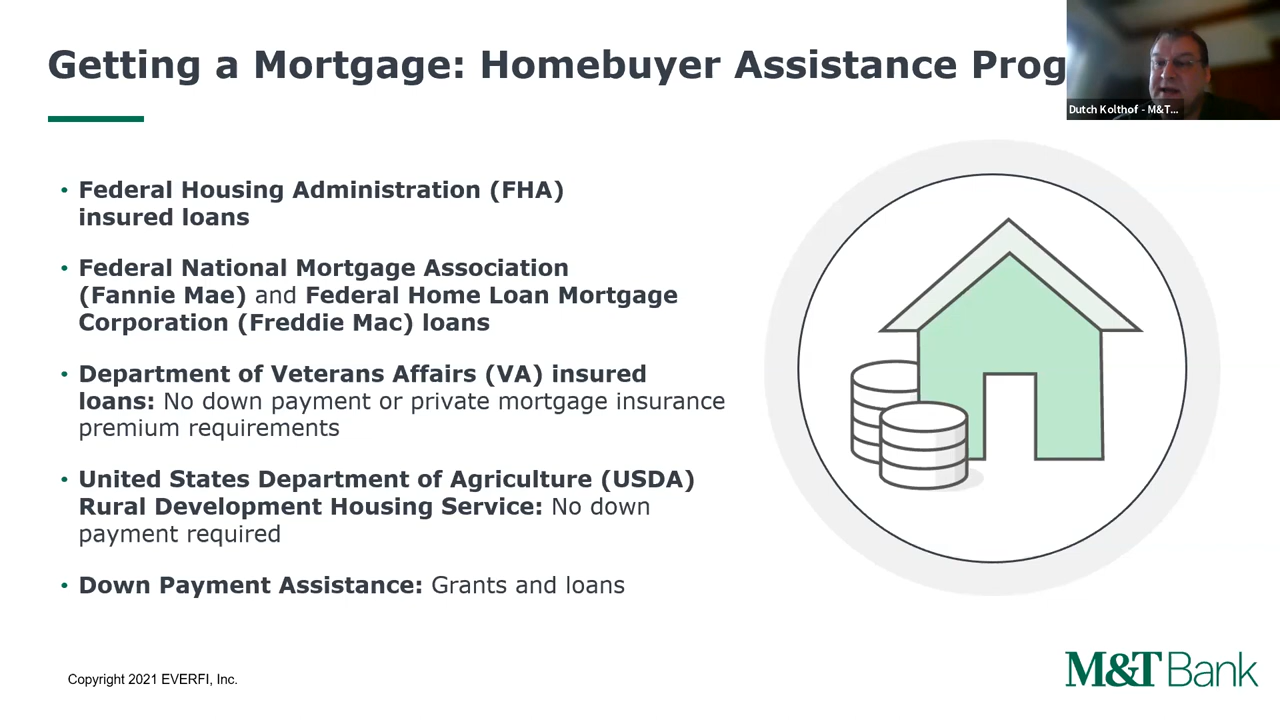 Getting a Mortgage: Homebuyer Assistance Prog
Dutch Kolthof - M&T...
• Federal Housing Administration (FHA)
insured loans
• Federal National Mortgage Association
(Fannie Mae) and Federal Home Loan Mortgage
Corporation (Freddie Mac) loans
• Department of Veterans Affairs (VA) insured
loans: No down payment or private mortgage insurance
premium requirements
• United States Department of Agriculture (USDA)
Rural Development Housing Service: No down
payment required
• Down Payment Assistance: Grants and loans
Copyright 2021 EVERFI, Inc.
M&T Bank